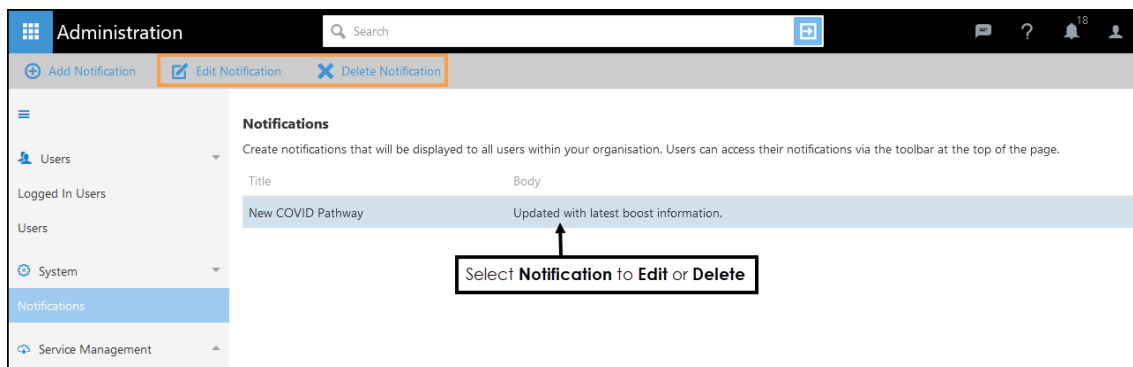 Administration
Search
18
Add Notification
Edit Notification
Delete Notification
Users
Logged In Users
Users
System
Notifications
Service Management
Notifications
Create notifications that will be displayed to all users within your organisation. Users can access their notifications via the toolbar at the top of the page.
Title Body
New COVID Pathway Updated with latest boost information.
Select Notification to Edit or Delete